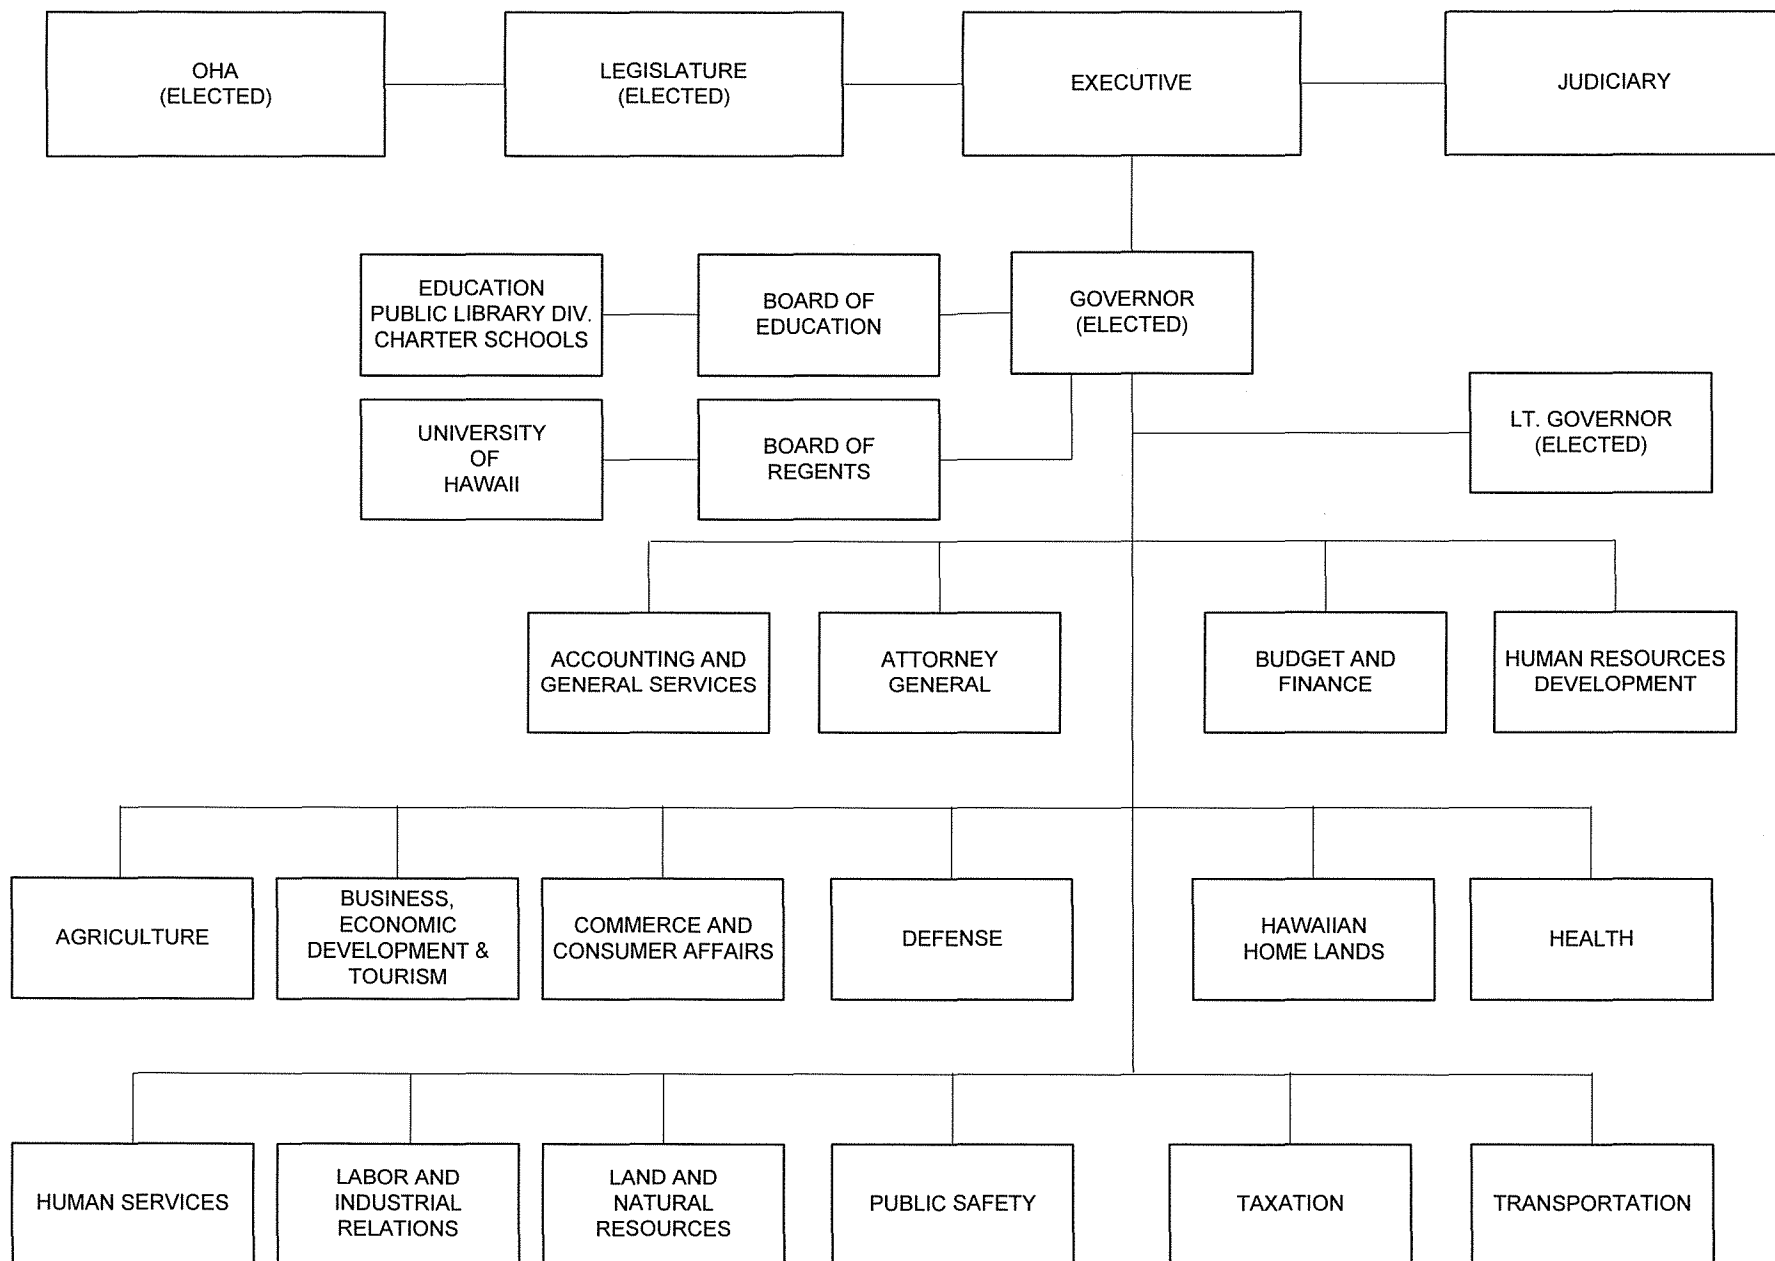 OHA
(ELECTED)
LEGISLATURE
(ELECTED)
EXECUTIVE
JUDICIARY
EDUCATION
PUBLIC LIBRARY DIV.
CHARTER SCHOOLS
BOARD OF
EDUCATION
GOVERNOR
(ELECTED)
UNIVERSITY
OF
HAWAII
BOARD OF
REGENTS
LT. GOVERNOR
(ELECTED)
ACCOUNTING AND
GENERAL SERVICES
ATTORNEY
GENERAL
BUDGET AND
FINANCE
HUMAN RESOURCES
DEVELOPMENT
AGRICULTURE
BUSINESS,
ECONOMIC
DEVELOPMENT &
TOURISM
COMMERCE AND
CONSUMER AFFAIRS
DEFENSE
HAWAIIAN
HOME LANDS
HEALTH
HUMAN SERVICES
LABOR AND
INDUSTRIAL
RELATIONS
LAND AND
NATURAL
RESOURCES
PUBLIC SAFETY
TAXATION
TRANSPORTATION